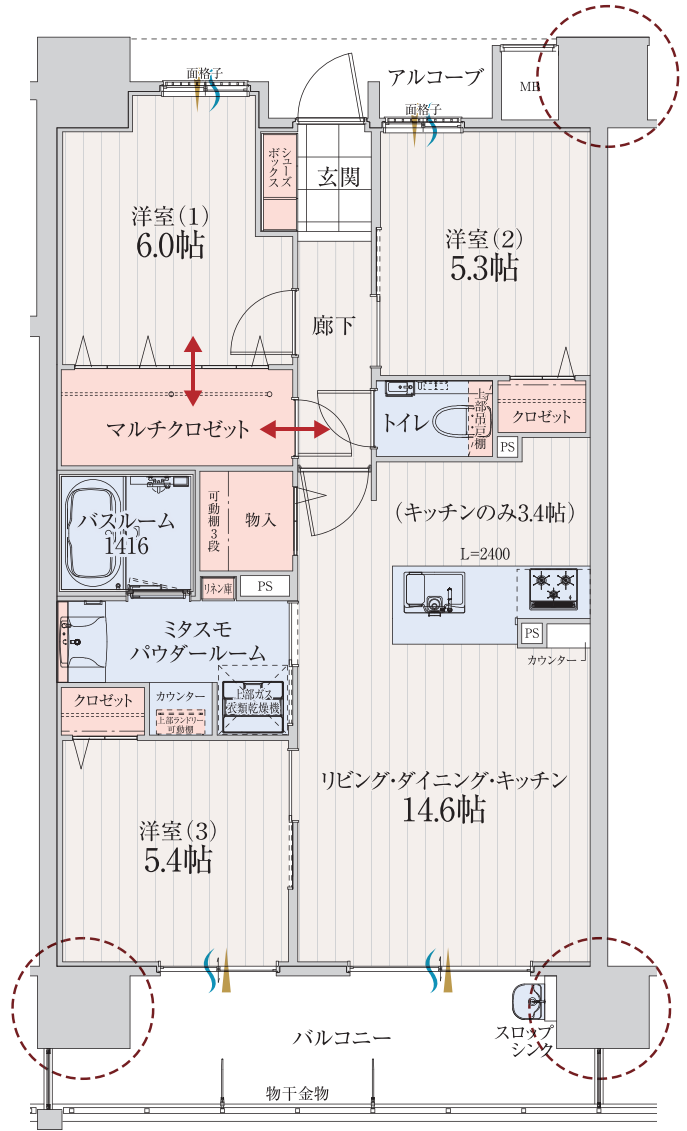 面格子
アルコーブ
MB
面格子
シューズ
ボックス
玄関
洋室(1)
6.0帖
洋室(2)
5.3帖
廊下
マルチクロゼット
トイレ
上部吊戸棚
クロゼット
PS
バスルーム
1416
可動棚3段
物入
(キッチンのみ3.4帖)
L=2400
リネン庫
PS
ミタスモ
パウダールーム
PS
カウンター
クロゼット
カウンター
上部ランドリー
可動棚
上部ガス
衣類乾燥機
リビング・ダイニング・キッチン
14.6帖
洋室(3)
5.4帖
スロップ
シンク
バルコニー
物干金物